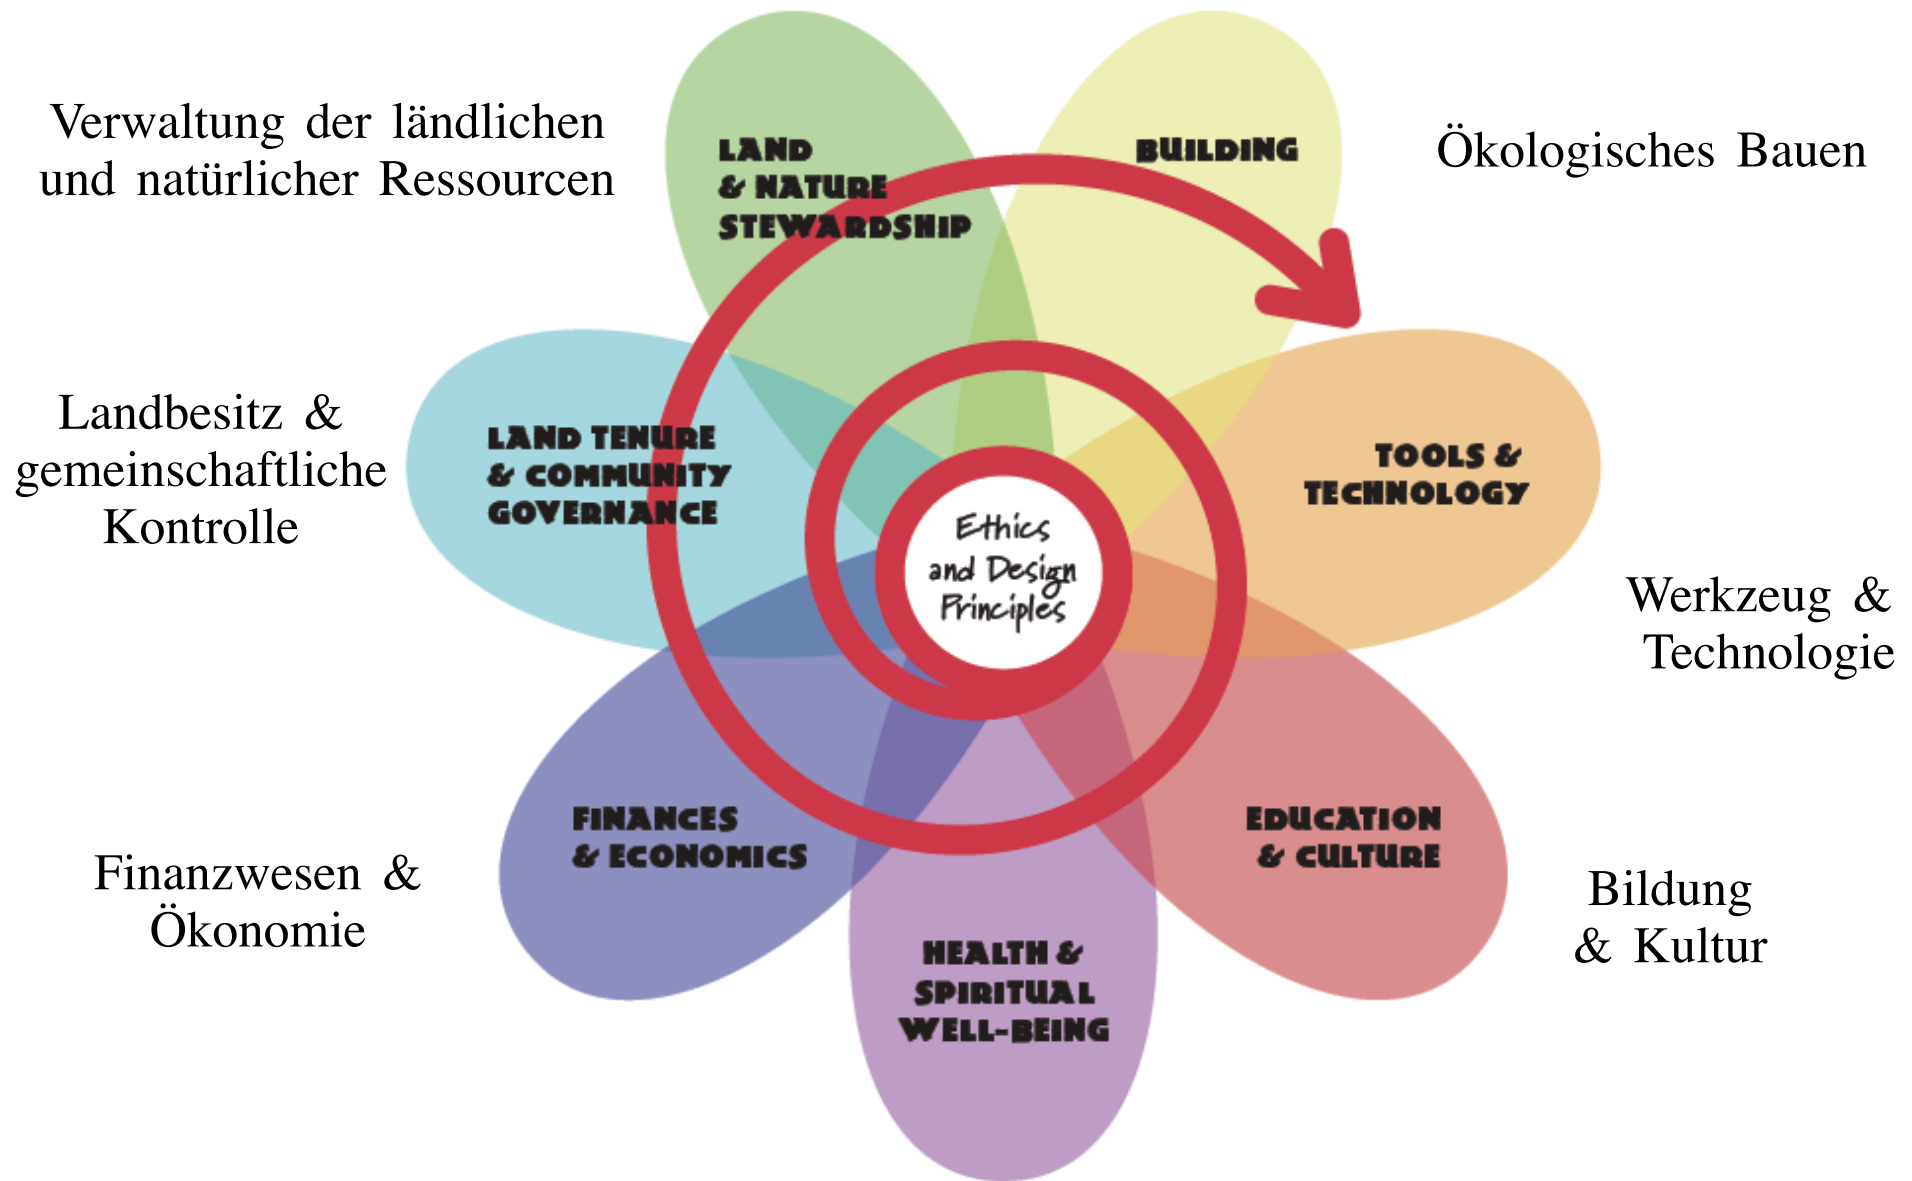 Verwaltung der ländlichen
und natürlicher Ressourcen
LAND
& NATURE
STEWARDSHIP
BUILDING
Ökologisches Bauen
Landbesitz &
gemeinschaftliche
Kontrolle
LAND TENURE
& COMMUNITY
GOVERNANCE
Ethics
and Design
Principles
TOOLS &
TECHNOLOGY
Werkzeug &
Technologie
Finanzwesen &
Ökonomie
FINANCES
& ECONOMICS
HEALTH &
SPIRITUAL
WELL-BEING
EDUCATION
& CULTURE
Bildung
& Kultur